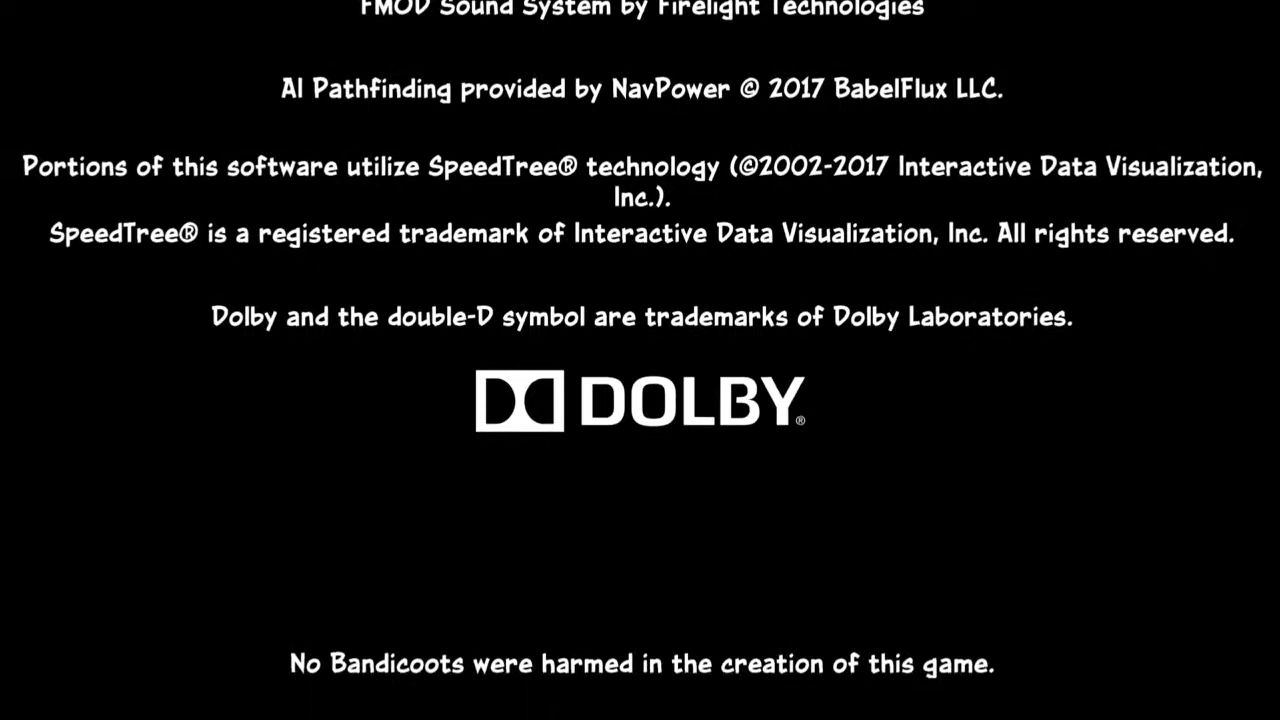 FMOD Sound System by Firelight Technologies
AI Pathfinding provided by NavPower © 2017 BabelFlux LLC.
Portions of this software utilize SpeedTree® technology (©2002-2017 Interactive Data Visualization,
Inc.).
SpeedTree® is a registered trademark of Interactive Data Visualization, Inc. All rights reserved.
Dolby and the double-D symbol are trademarks of Dolby Laboratories.
DOLBY®
No Bandicoots were harmed in the creation of this game.